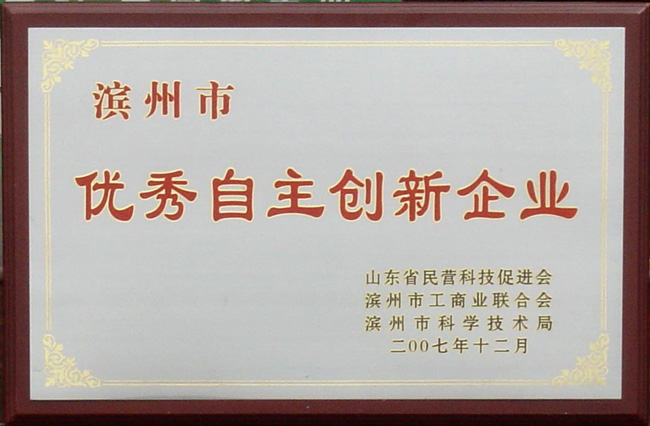 滨州市
优秀自主创新企业
山东省民营科技促进会
滨州市工商业联合会
滨州市科学技术局
二00七年十二月